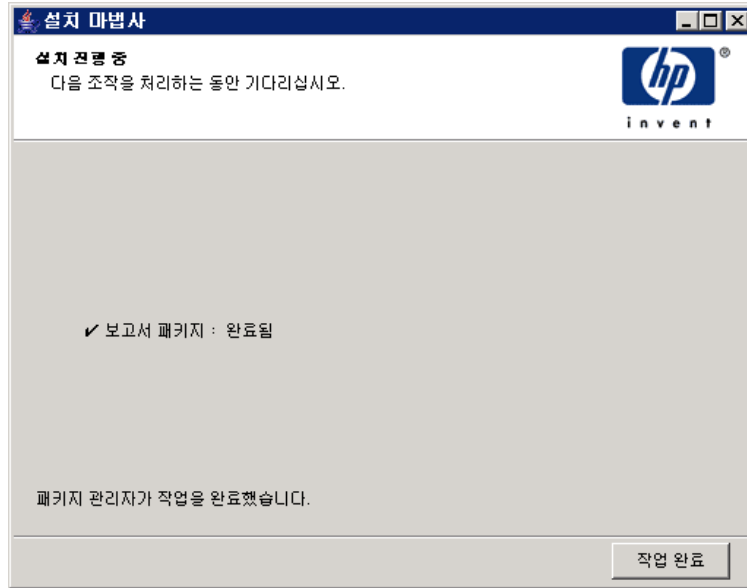 설치 마법사
설치 진행 중
다음 조작을 처리하는 동안 기다리십시오.
hp
®
invent
✔ 보고서 패키지 : 완료됨
패키지 관리자가 작업을 완료했습니다.
작업 완료